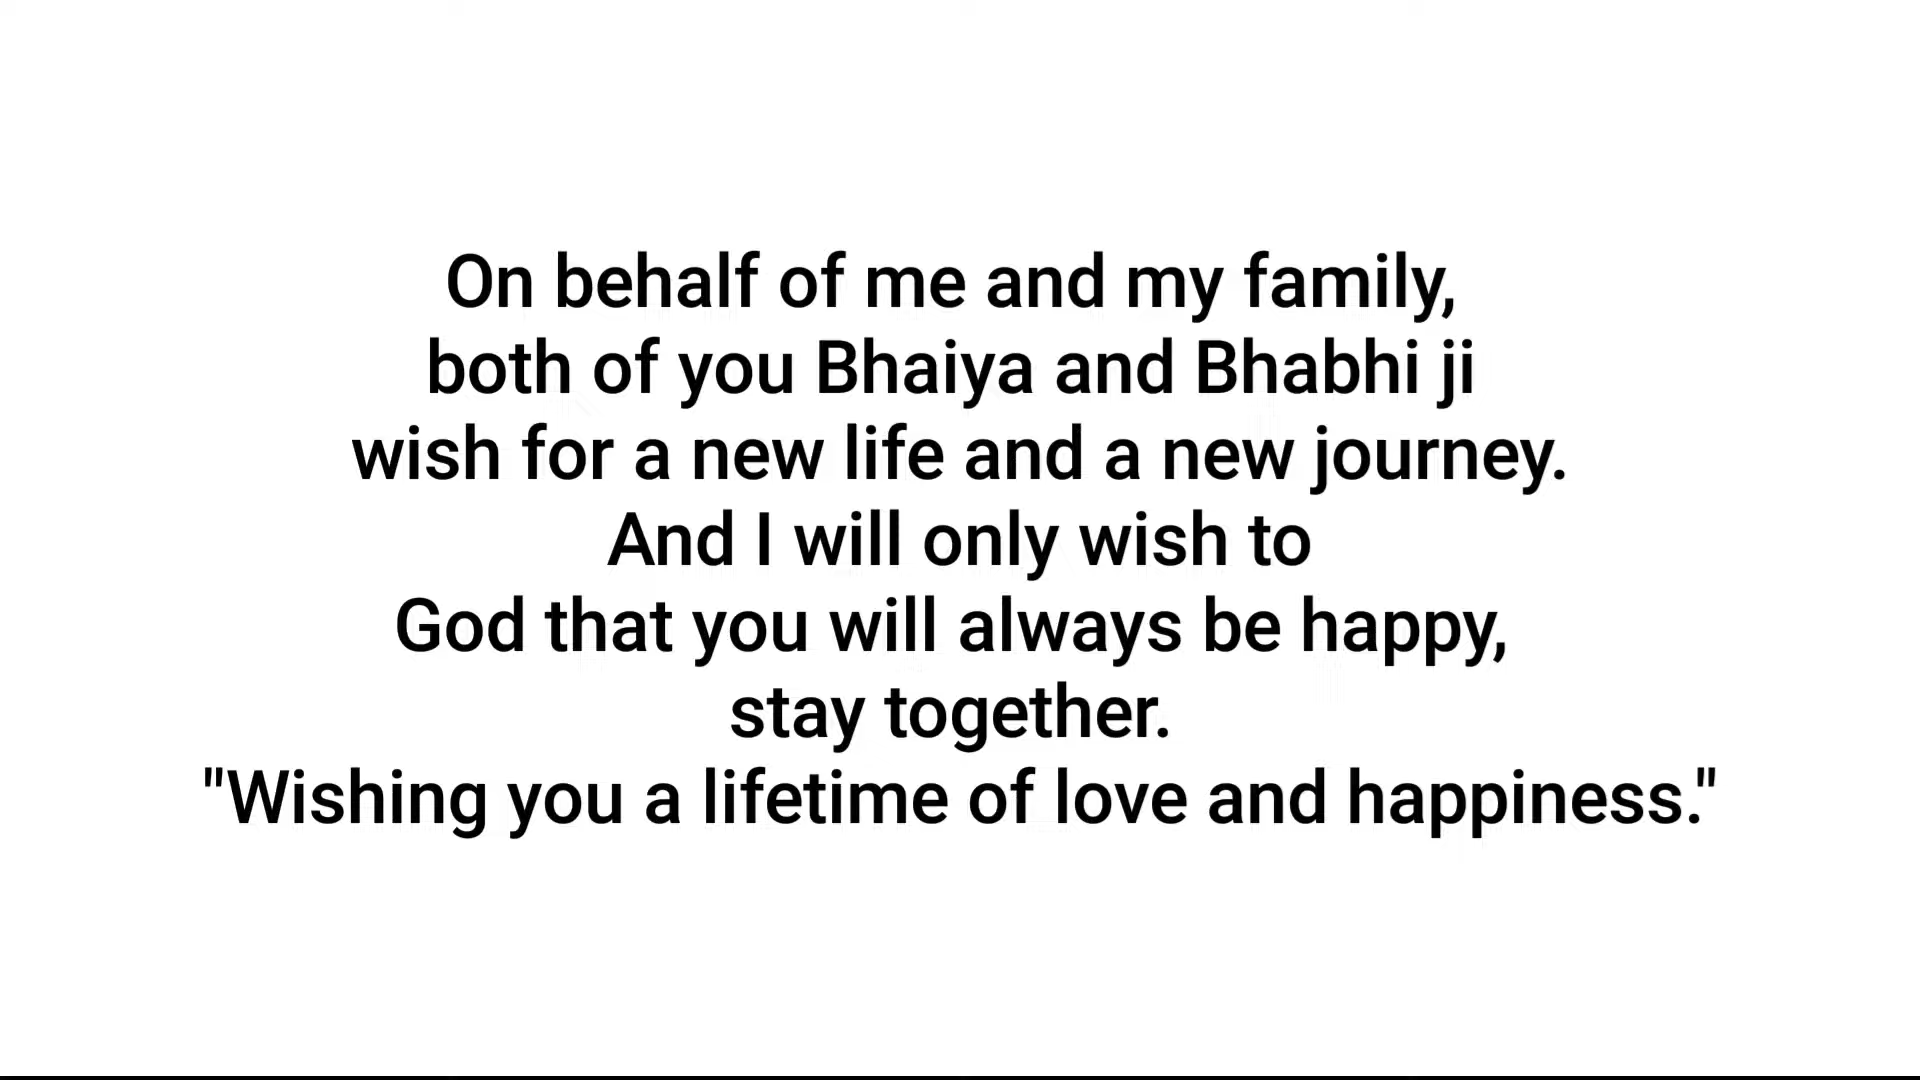 On behalf of me and my family,
both of you Bhaiya and Bhabhi ji
wish for a new life and a new journey.
And I will only wish to
God that you will always be happy,
stay together.
"Wishing you a lifetime of love and happiness."